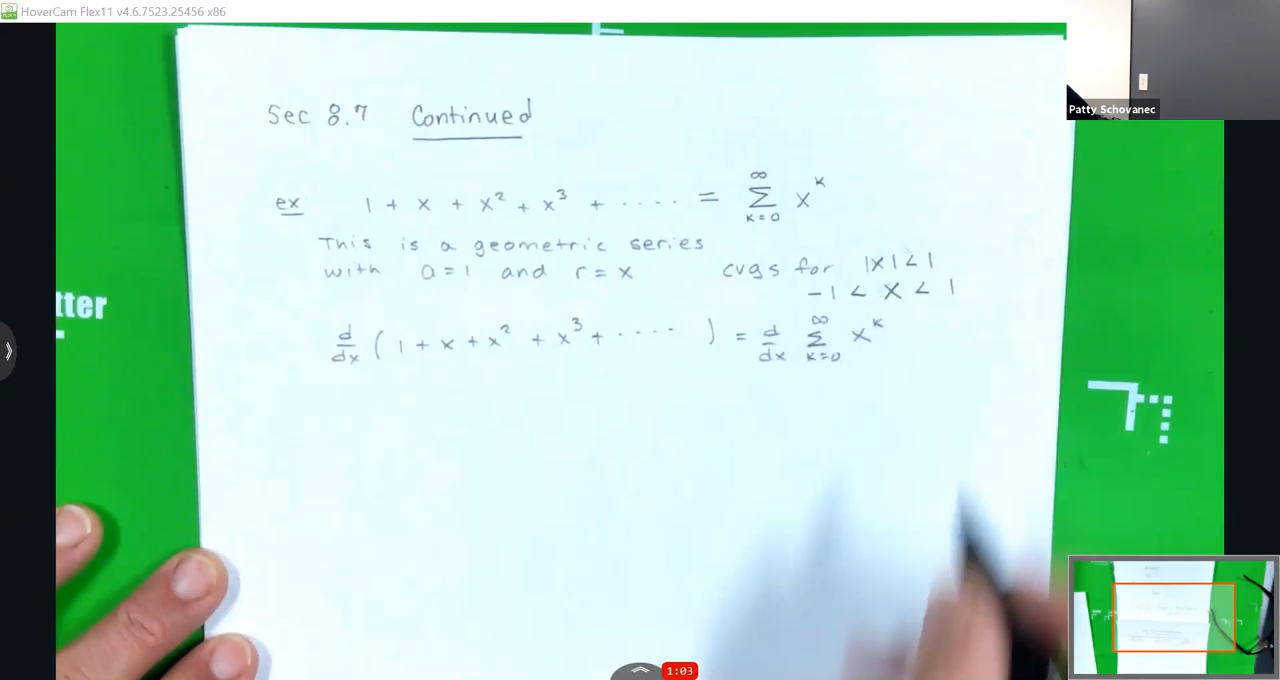 HoverCam Flex11 v4.6.7523.25456 x86
Patty Schovanec
Sec 8.7 Continued
ex 1 + x + x² + x³ + ···· = ∞ Σ k=0 x^k
This is a geometric series
with a = 1 and r = x cvgs for |x| < 1
-1 < x < 1
d/dx ( 1 + x + x² + x³ + ···· ) = d/dx ∞ Σ k=0 x^k
tter
1:03